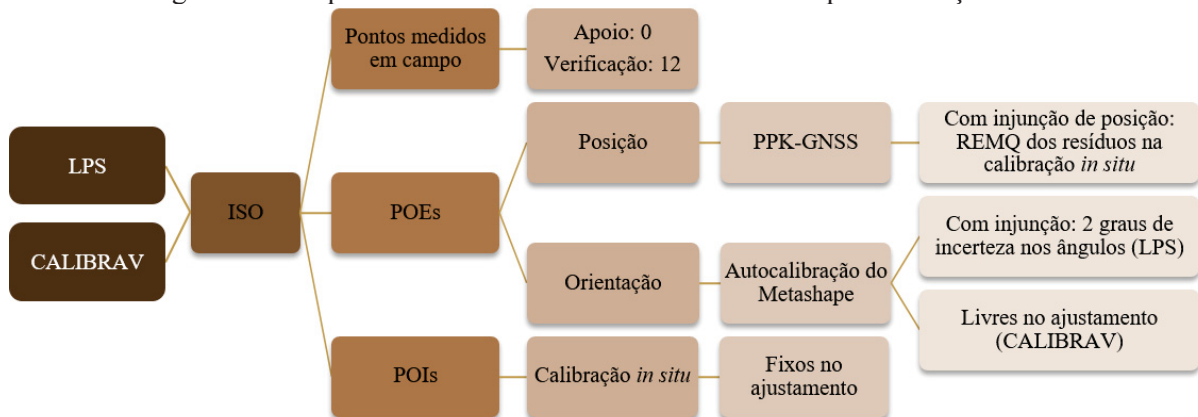 Pontos medidos
em campo
Apoio: 0
Verificação: 12
LPS
CALIBRAV
ISO
POEs
Posição
PPK-GNSS
Com injunção de posição:
REMQ dos resíduos na
calibração in situ
Orientação
Autocalibração do
Metashape
Com injunção: 2 graus de
incerteza nos ângulos (LPS)
Livres no ajustamento
(CALIBRAV)
POIs
Calibração in situ
Fixos no
ajustamento